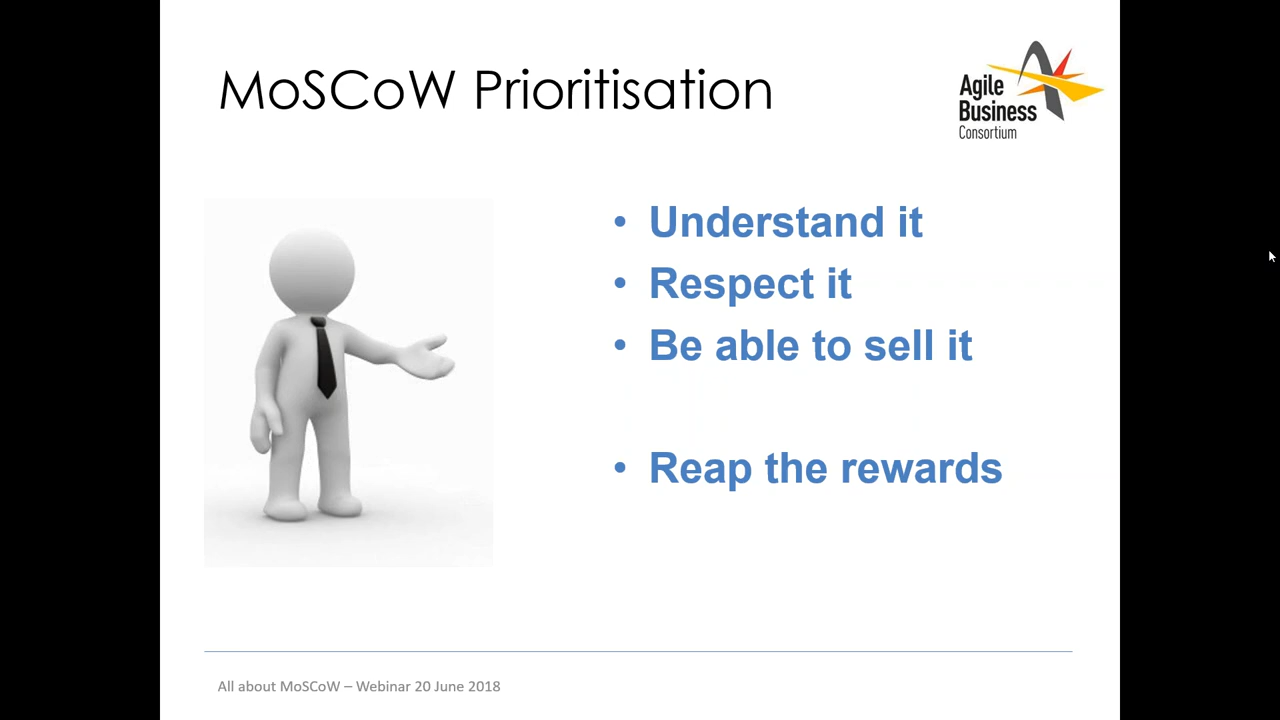 MoSCoW Prioritisation
Agile
Business
Consortium
• Understand it
• Respect it
• Be able to sell it
• Reap the rewards
All about MoSCoW – Webinar 20 June 2018